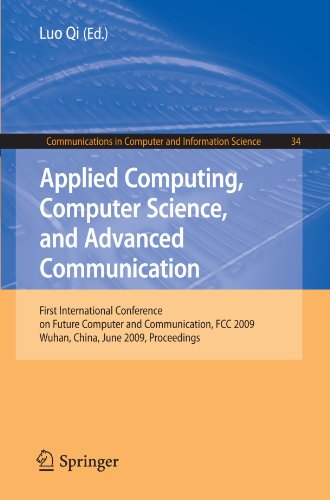 Luo Qi (Ed.)
Communications in Computer and Information Science 34
Applied Computing,
Computer Science,
and Advanced
Communication
First International Conference
on Future Computer and Communication, FCC 2009
Wuhan, China, June 2009, Proceedings
Springer